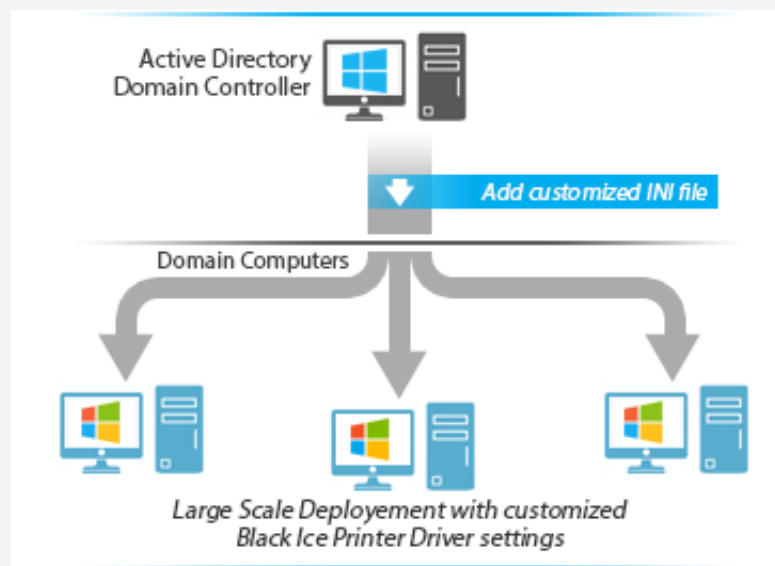 Active Directory
Domain Controller
Add customized INI file
Domain Computers
Large Scale Deployement with customized
Black Ice Printer Driver settings